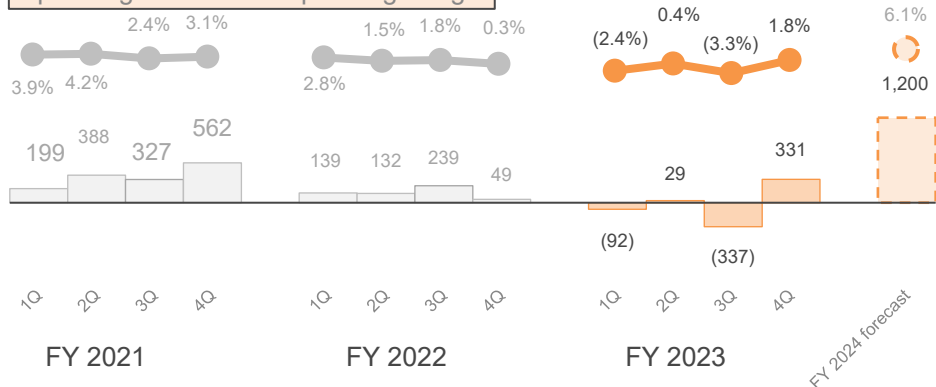 2.4% 3.1%
3.9% 4.2%
1.5% 1.8% 0.3%
2.8%
(2.4%) 0.4% (3.3%) 1.8%
6.1%
1,200
199 388 327 562
139 132 239 49
(92) 29 (337) 331
1Q 2Q 3Q 4Q
1Q 2Q 3Q 4Q
1Q 2Q 3Q 4Q
FY 2024 forecast
FY 2021 FY 2022 FY 2023